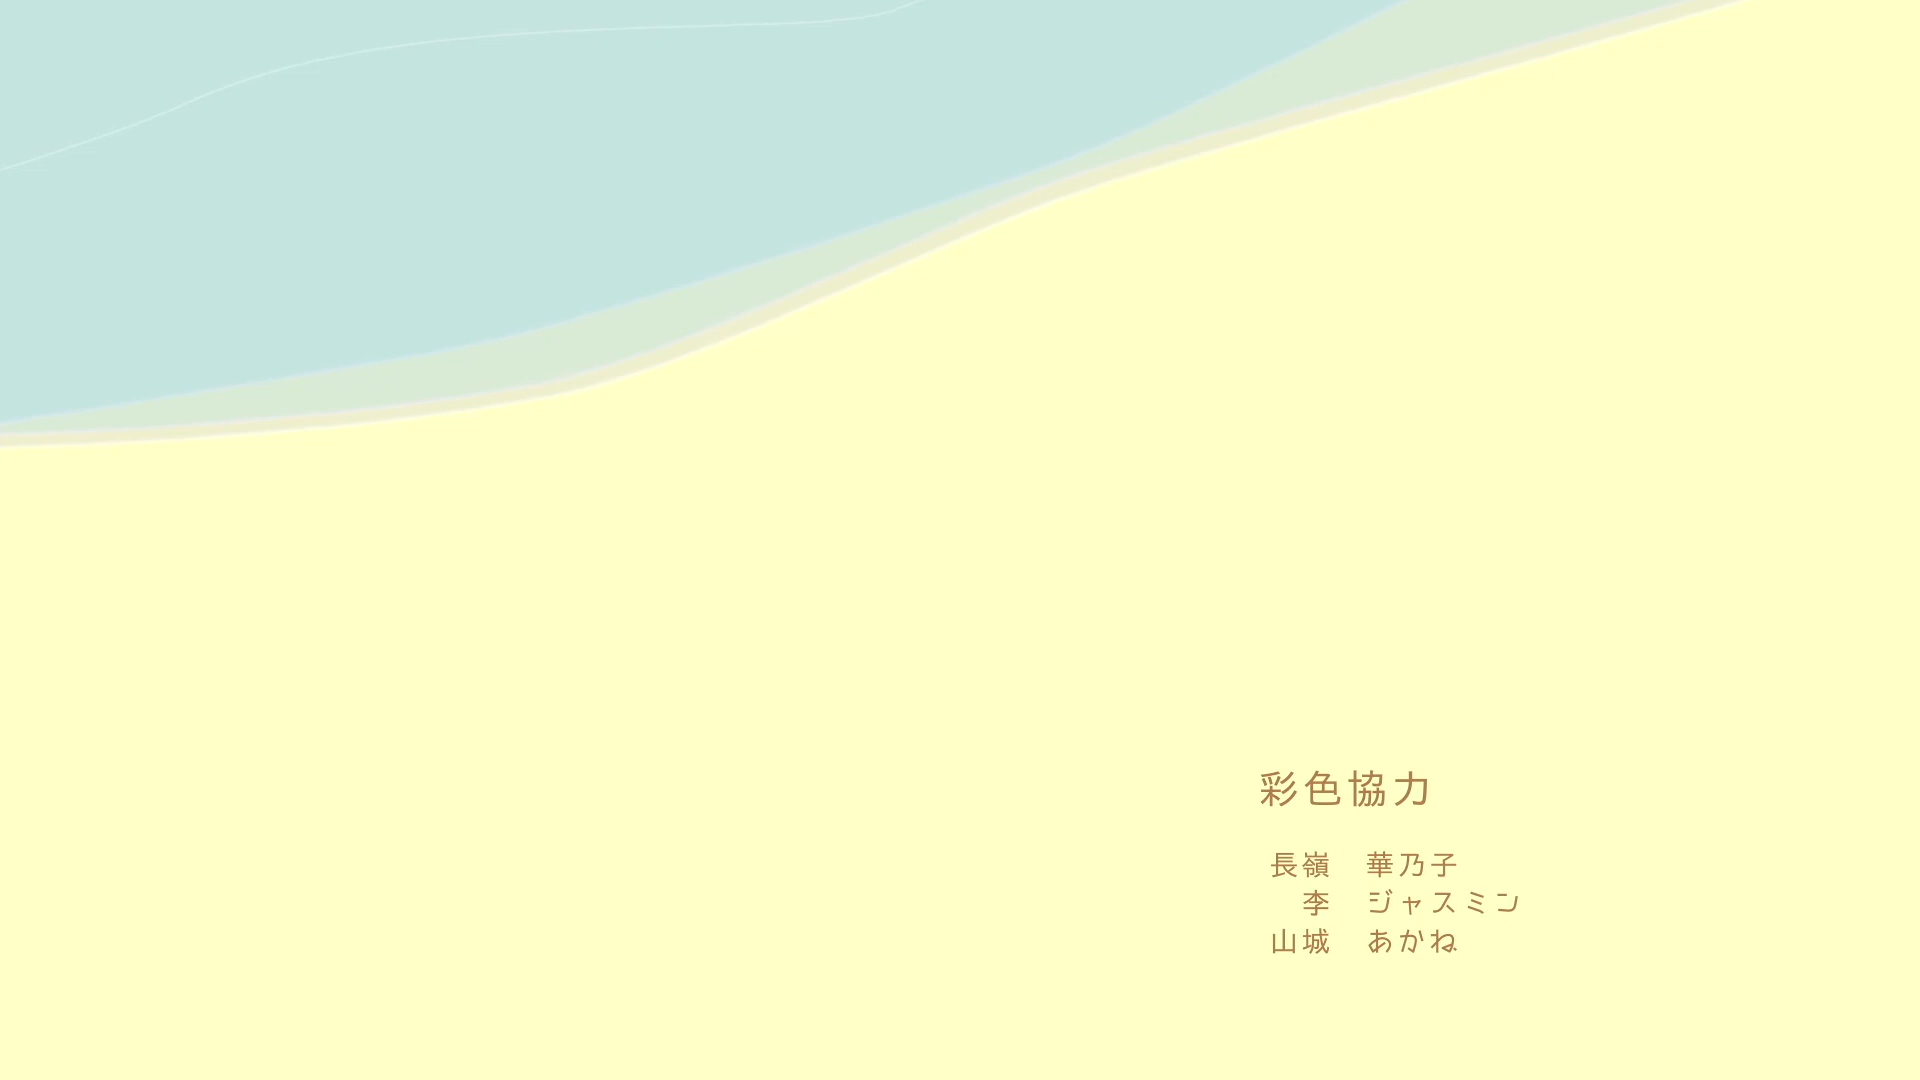 彩色協力
長嶺　華乃子
李　ジャスミン
山城　あかね